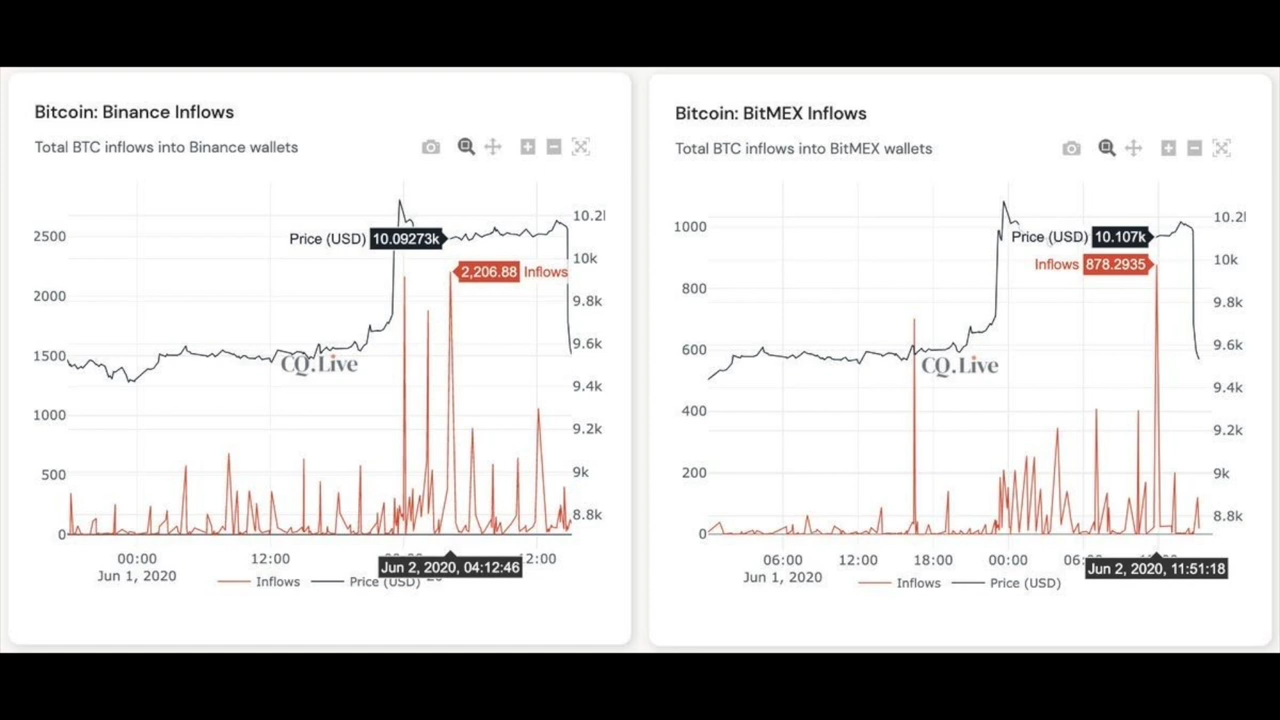 Bitcoin: Binance Inflows
Total BTC inflows into Binance wallets
2500
2000
1500
1000
500
0
10.2
10k
9.8k
9.6k
9.4k
9.2k
9k
8.8k
Price (USD) 10.09273k
2,206.88 Inflows
CQ.Live
00:00
12:00
2:00
Jun 1, 2020
Jun 2, 2020, 04:12:46
Inflows
Price (USD)
Bitcoin: BitMEX Inflows
Total BTC inflows into BitMEX wallets
1000
800
600
400
200
0
10.2
10k
9.8k
9.6k
9.4k
9.2k
9k
8.8k
Price (USD) 10.107k
Inflows 878.2935
CQ.Live
06:00
12:00
18:00
00:00
06:
Jun 1, 2020
Jun 2, 2020, 11:51:18
Inflows
Price (USD)